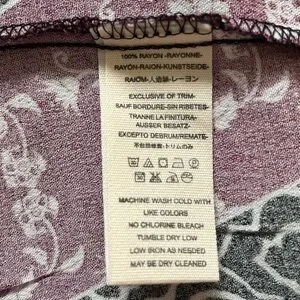 100% RAYON -RAYONNE-
RAYÓN-RAION-KUNSTSEIDE-
RAIOM-人造絲-レーヨン
EXCLUSIVE OF TRIM-
SAUF BORDURE-SIN RIBETES-
TRANNE LA FINITURA-
AUSSER BESATZ-
EXCEPTO DEBRUM/REMATE-
不包括修邊-トリムのみ
MACHINE WASH COLD WITH
LIKE COLORS
NO CHLORINE BLEACH
TUMBLE DRY LOW
LOW IRON AS NEEDED
MAY BE DRY CLEANED